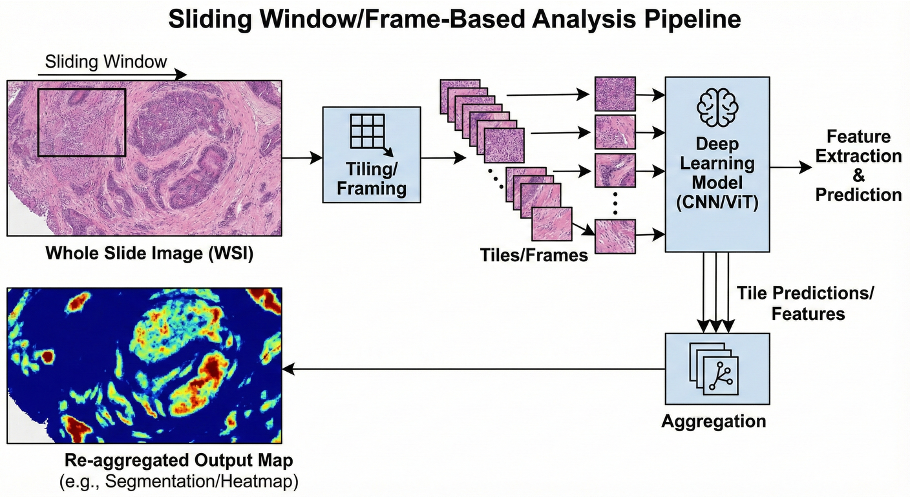 Sliding Window/Frame-Based Analysis Pipeline
Sliding Window
Whole Slide Image (WSI)
Tiling/
Framing
Tiles/Frames
Deep
Learning
Model
(CNN/ViT)
Feature
Extraction
&
Prediction
Tile Predictions/
Features
Aggregation
Re-aggregated Output Map
(e.g., Segmentation/Heatmap)